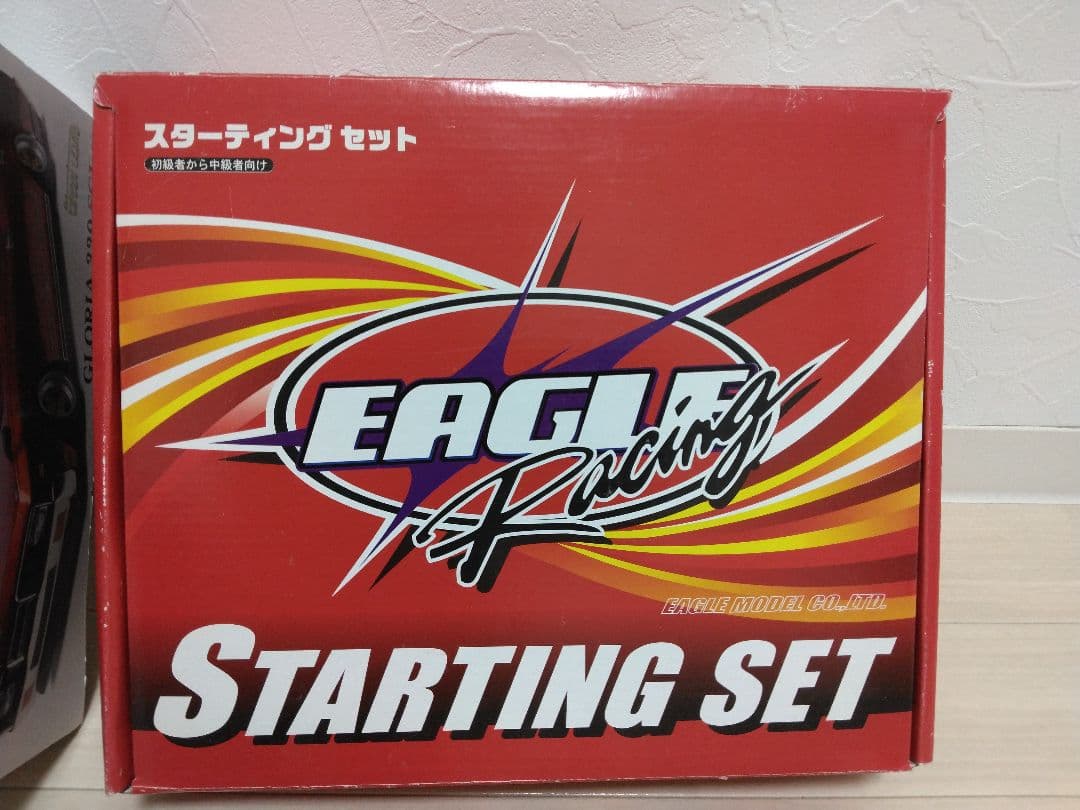 スターティング セット
初級者から中級者向け
EAGLE
Racing
EAGLE MODEL CO.,LTD.
STARTING SET
GLORIA